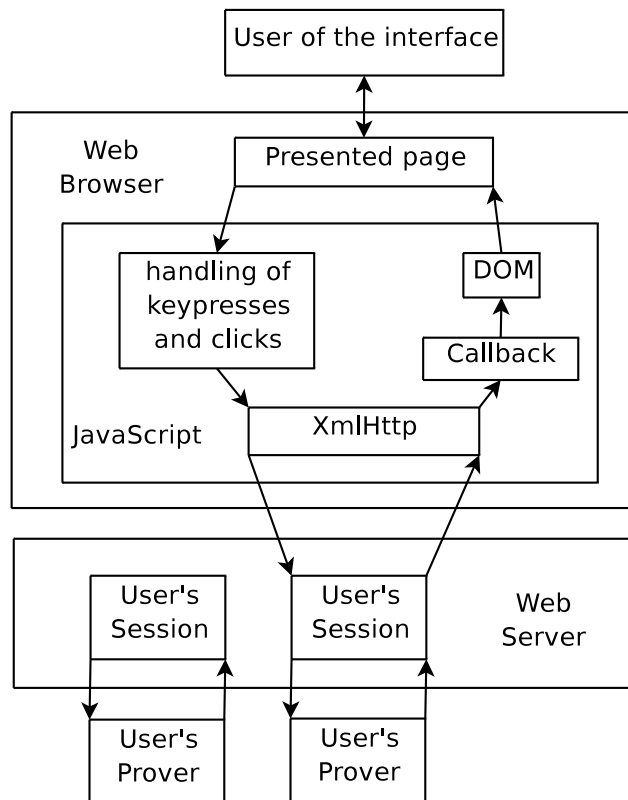 User of the interface
Web
Browser
Presented page
handling of
keypresses
and clicks
DOM
Callback
JavaScript
XmlHttp
User's
Session
User's
Session
Web
Server
User's
Prover
User's
Prover